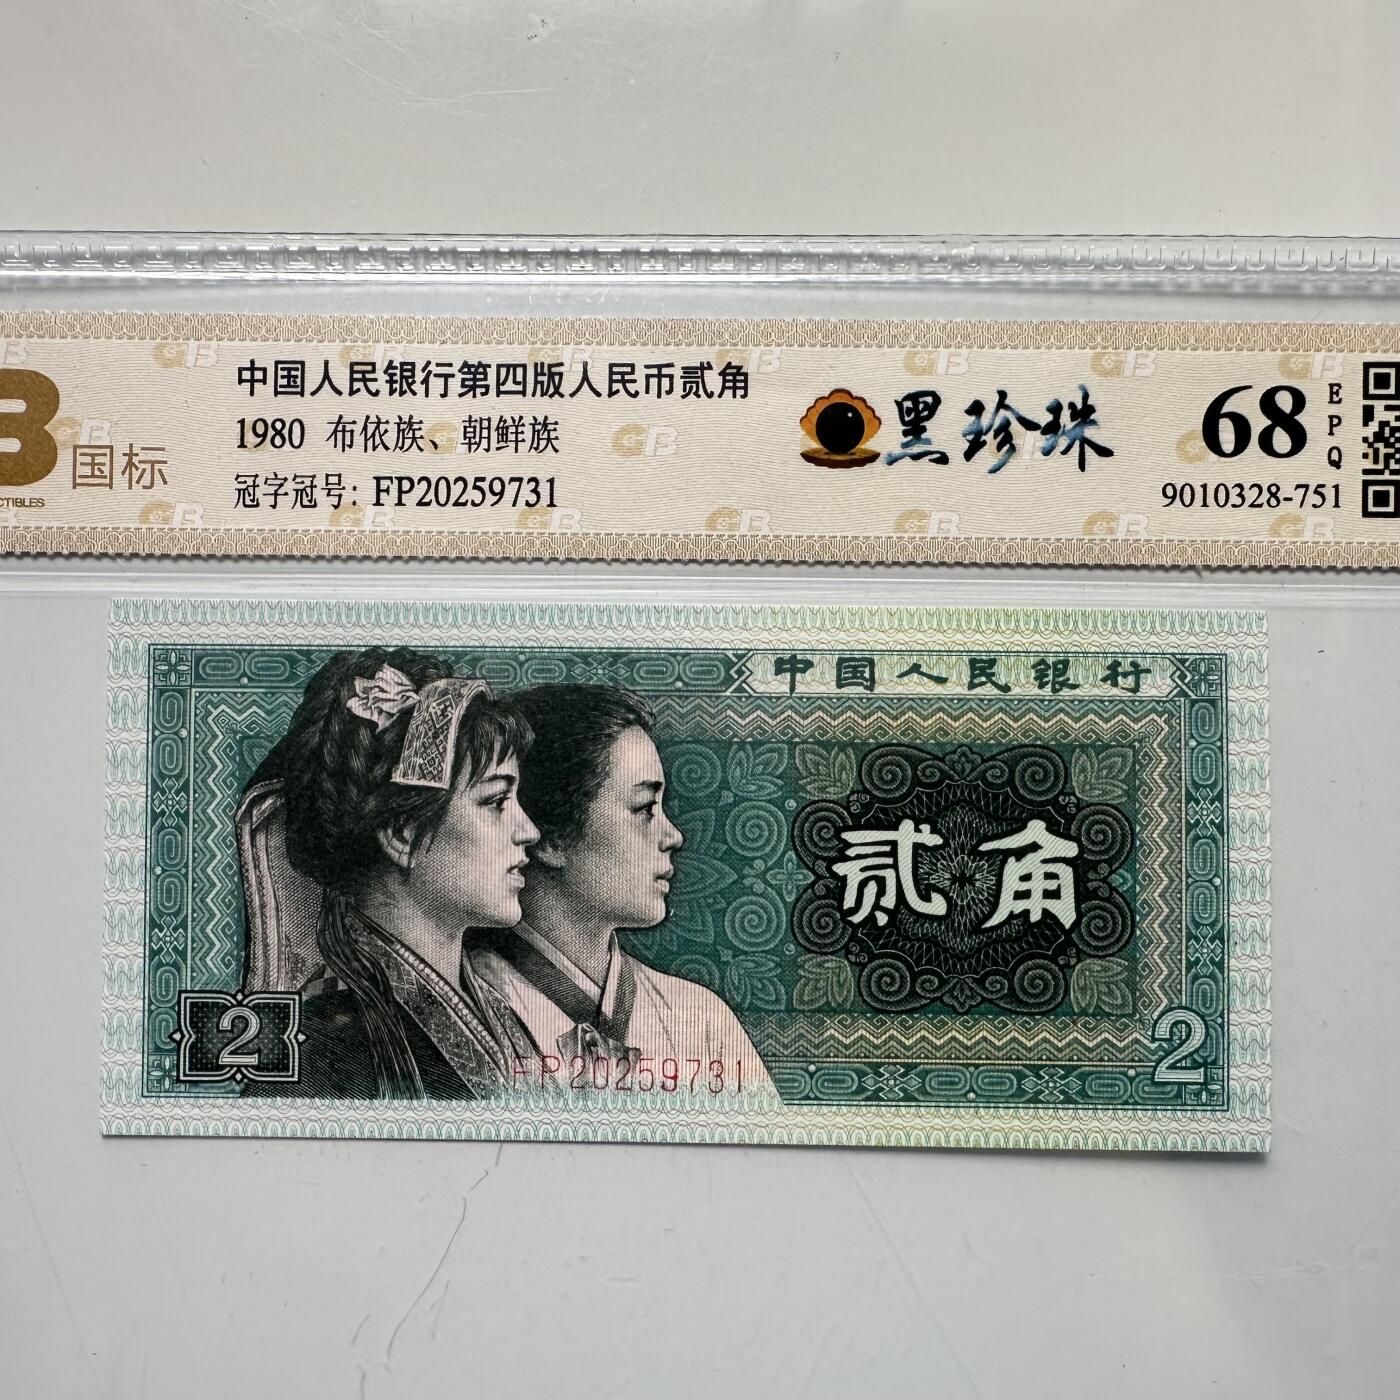 国标
CTIBLES
中国人民银行第四版人民币贰角
1980 布依族、朝鲜族
冠字冠号: FP20259731
黑珍珠
68
EPQ
9010328-751
中国人民银行
贰角
2
2
FP20259731